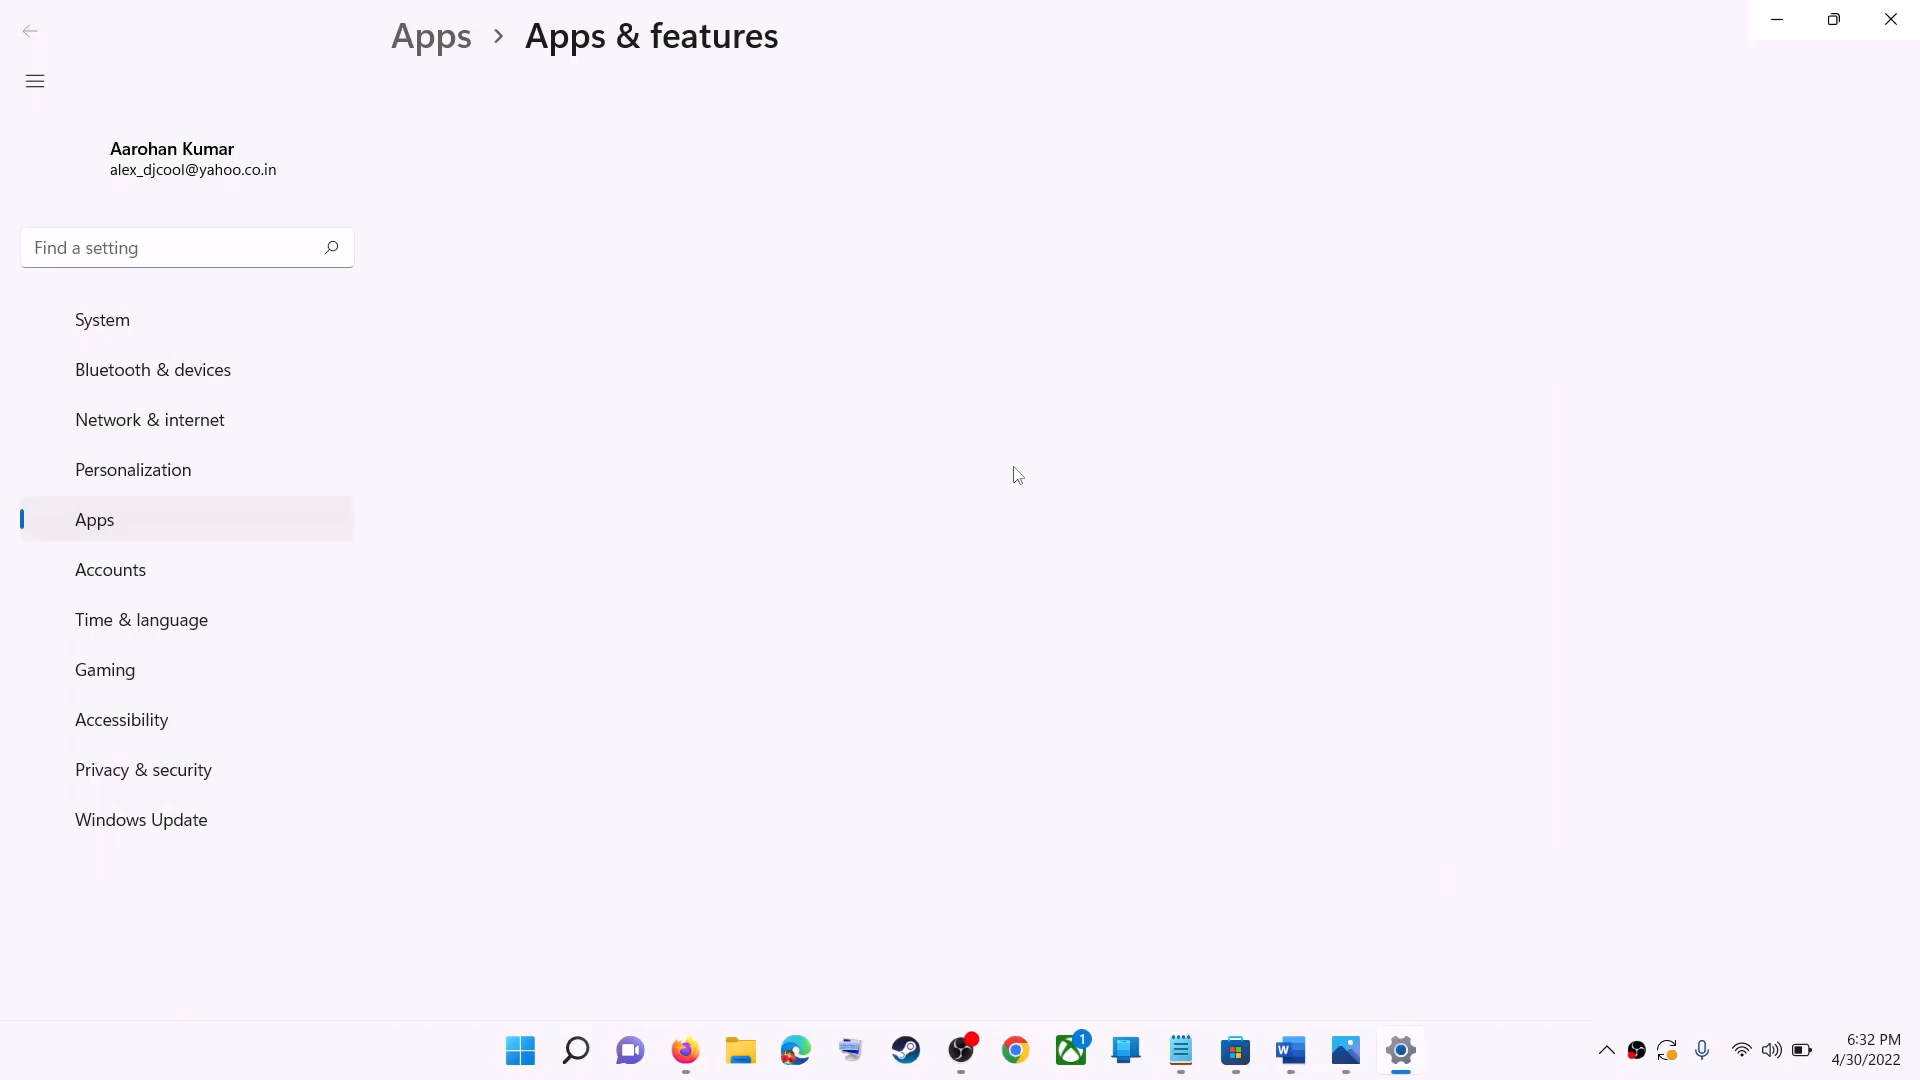 Apps > Apps & features
Aarohan Kumar
alex_djcool@yahoo.co.in
Find a setting
System
Bluetooth & devices
Network & internet
Personalization
Apps
Accounts
Time & language
Gaming
Accessibility
Privacy & security
Windows Update
1
W
6:32 PM
4/30/2022